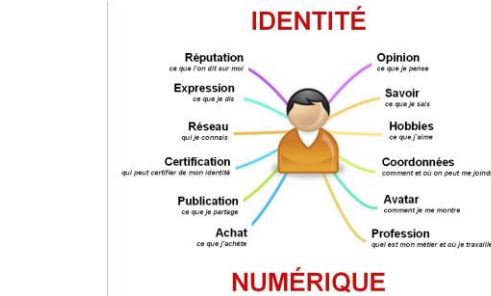 IDENTITÉ
Réputation
ce que l'on dit sur moi
Expression
ce que je dis
Réseau
qui je connais
Certification
qui peut certifier de mon identité
Publication
ce que je partage
Achat
ce que j'achète
Opinion
ce que je pense
Savoir
ce que je sais
Hobbies
ce que j'aime
Coordonnées
comment et où on peut me joindre
Avatar
comment je me montre
Profession
quel est mon métier et où je travaille
NUMÉRIQUE